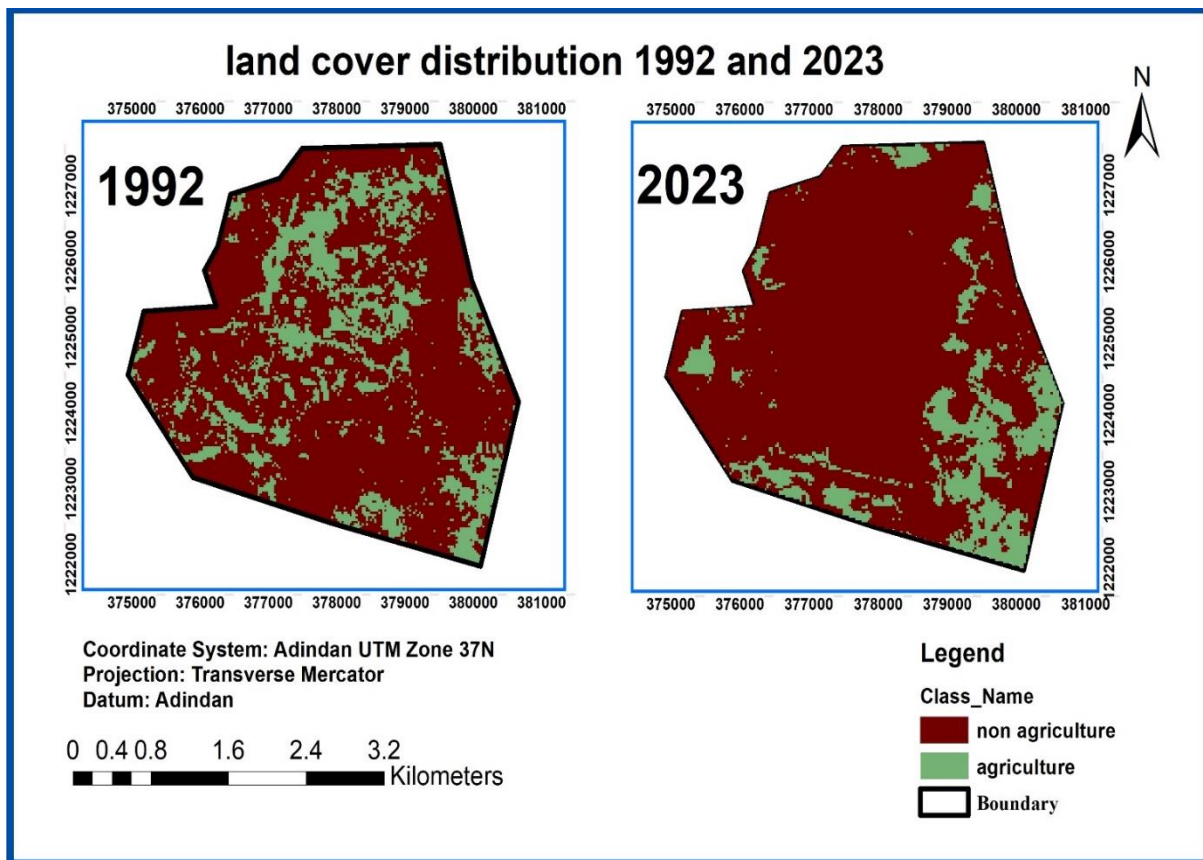 land cover distribution 1992 and 2023
N
375000 376000 377000 378000 379000 380000 381000
375000 376000 377000 378000 379000 380000 381000
1992
2023
1227000
1226000
1225000
1224000
1223000
1222000
1227000
1226000
1225000
1224000
1223000
1222000
375000 376000 377000 378000 379000 380000 381000
375000 376000 377000 378000 379000 380000 381000
Coordinate System: Adindan UTM Zone 37N
Projection: Transverse Mercator
Datum: Adindan
0 0.4 0.8 1.6 2.4 3.2
Kilometers
Legend
Class_Name
non agriculture
agriculture
Boundary